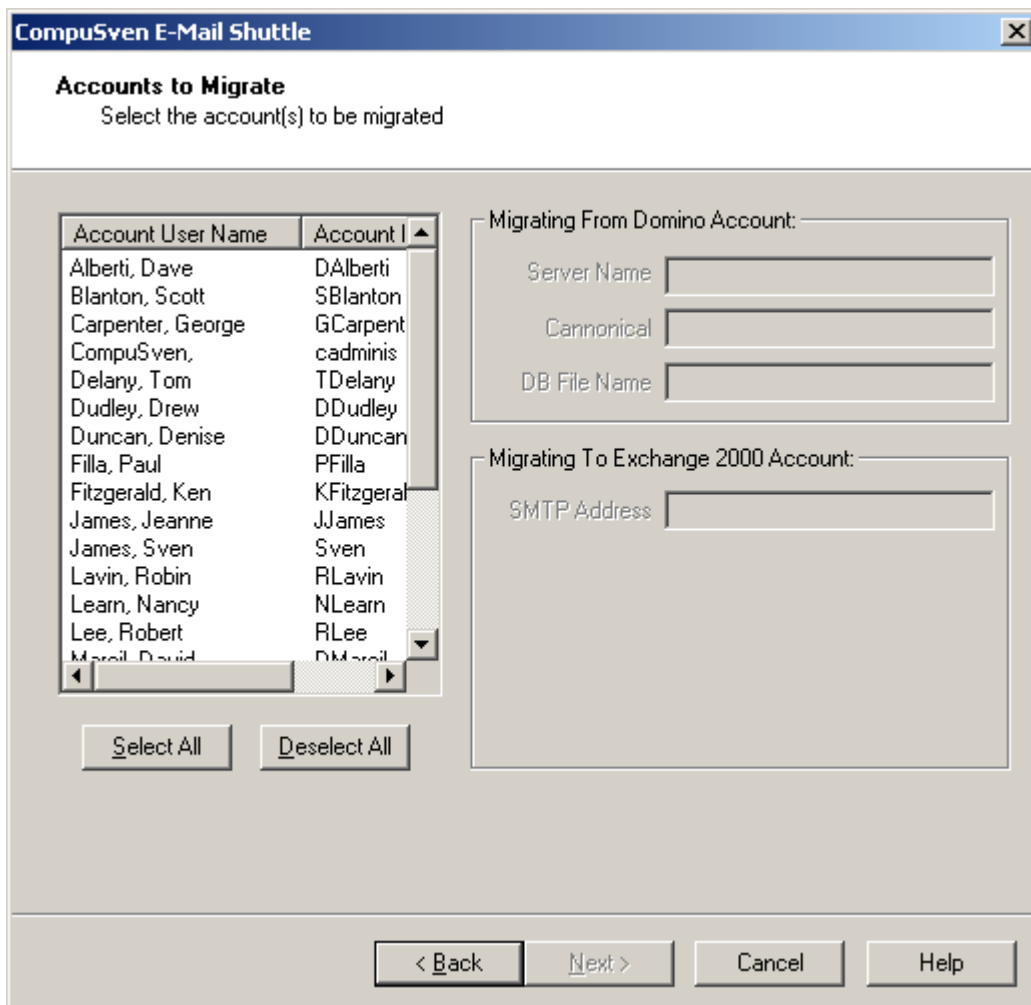 CompuSven E-Mail Shuttle
Accounts to Migrate
Select the account(s) to be migrated
Account User Name Account I
Alberti, Dave DAlberti
Blanton, Scott SBlanton
Carpenter, George GCarpent
CompuSven, cadminis
Delany, Tom TDelany
Dudley, Drew DDudley
Duncan, Denise DDuncan
Filla, Paul PFilla
Fitzgerald, Ken KFitzgeral
James, Jeanne JJames
James, Sven Sven
Lavin, Robin RLavin
Learn, Nancy NLearn
Lee, Robert RLee
David
Select All Deselect All
Migrating From Domino Account:
Server Name
Cannonical
DB File Name
Migrating To Exchange 2000 Account:
SMTP Address
< Back Next > Cancel Help